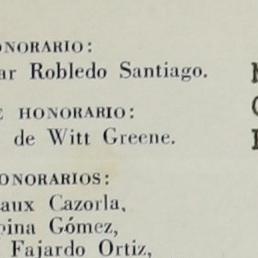 ONORARIO:
ar Robledo Santiago.
E HONORARIO:
de Witt Greene.
ONORARIOS:
aux Cazorla,
pina Gómez,
Fajardo Ortiz,